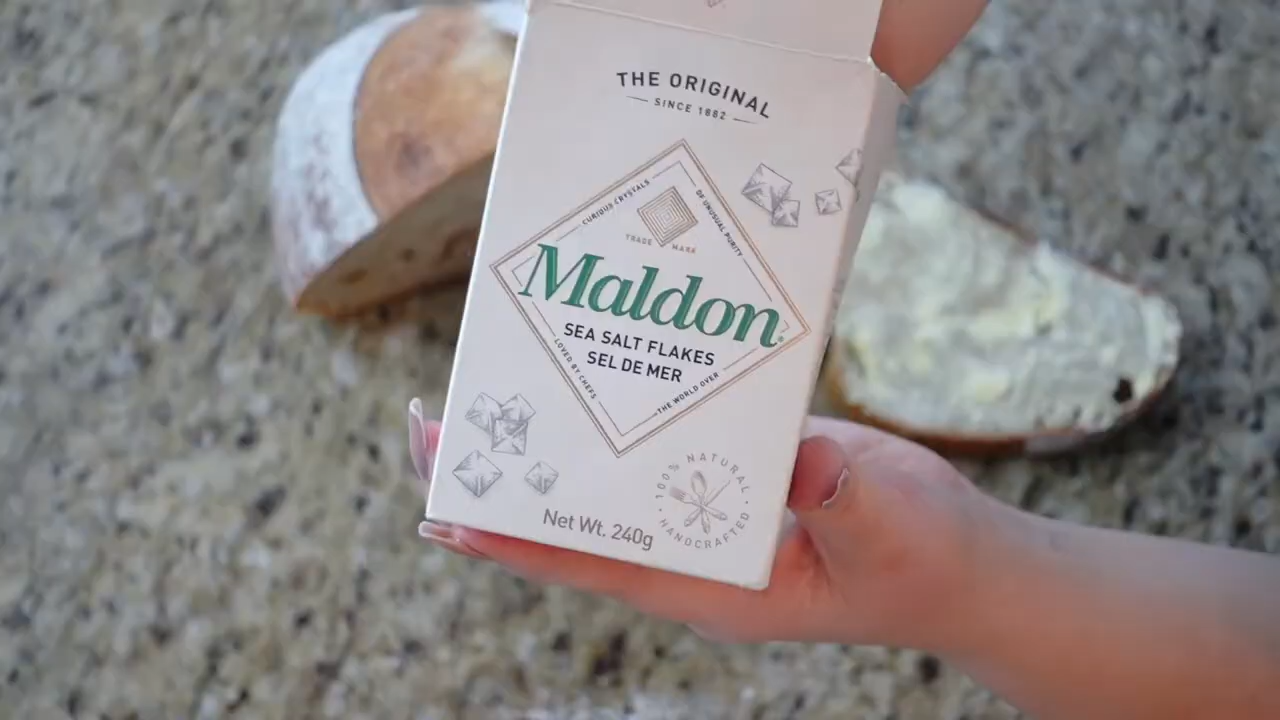 THE ORIGINAL
SINCE 1882
CURIOUS CRYSTALS
OF UNUSUAL PURITY
TRADE MARK
Maldon
SEA SALT FLAKES
SEL DE MER
LOVED BY CHEFS
THE WORLD OVER
100% NATURAL
HANDCRAFTED
Net Wt. 240g